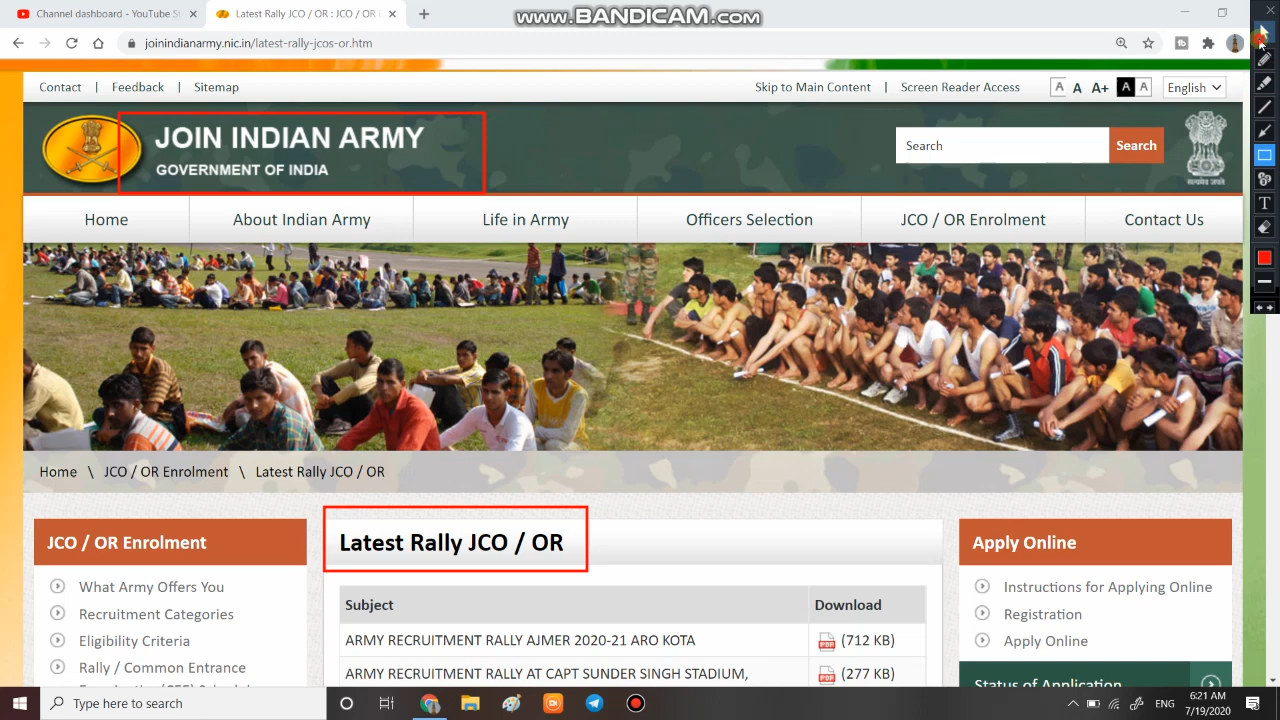 Channel dashboard - YouTube St
Latest Rally JCO / OR : JCO / OR
www.BANDICAM.com
joinindianarmy.nic.in/latest-rally-jcos-or.htm
Contact | Feedback | Sitemap
Skip to Main Content | Screen Reader Access
A A A+ A A
English
JOIN INDIAN ARMY
GOVERNMENT OF INDIA
Search
Search
सत्यमेव जयते
Home
About Indian Army
Life in Army
Officers Selection
JCO / OR Enrolment
Contact Us
Home \ JCO / OR Enrolment \ Latest Rally JCO / OR
JCO / OR Enrolment
What Army Offers You
Recruitment Categories
Eligibility Criteria
Rally / Common Entrance
Latest Rally JCO / OR
Subject Download
ARMY RECRUITMENT RALLY AJMER 2020-21 ARO KOTA PDF (712 KB)
ARMY RECRUITMENT RALLY AT CAPT SUNDER SINGH STADIUM, PDF (277 KB)
Apply Online
Instructions for Applying Online
Registration
Apply Online
Status of Application
Type here to search
ENG
6:21 AM
7/19/2020